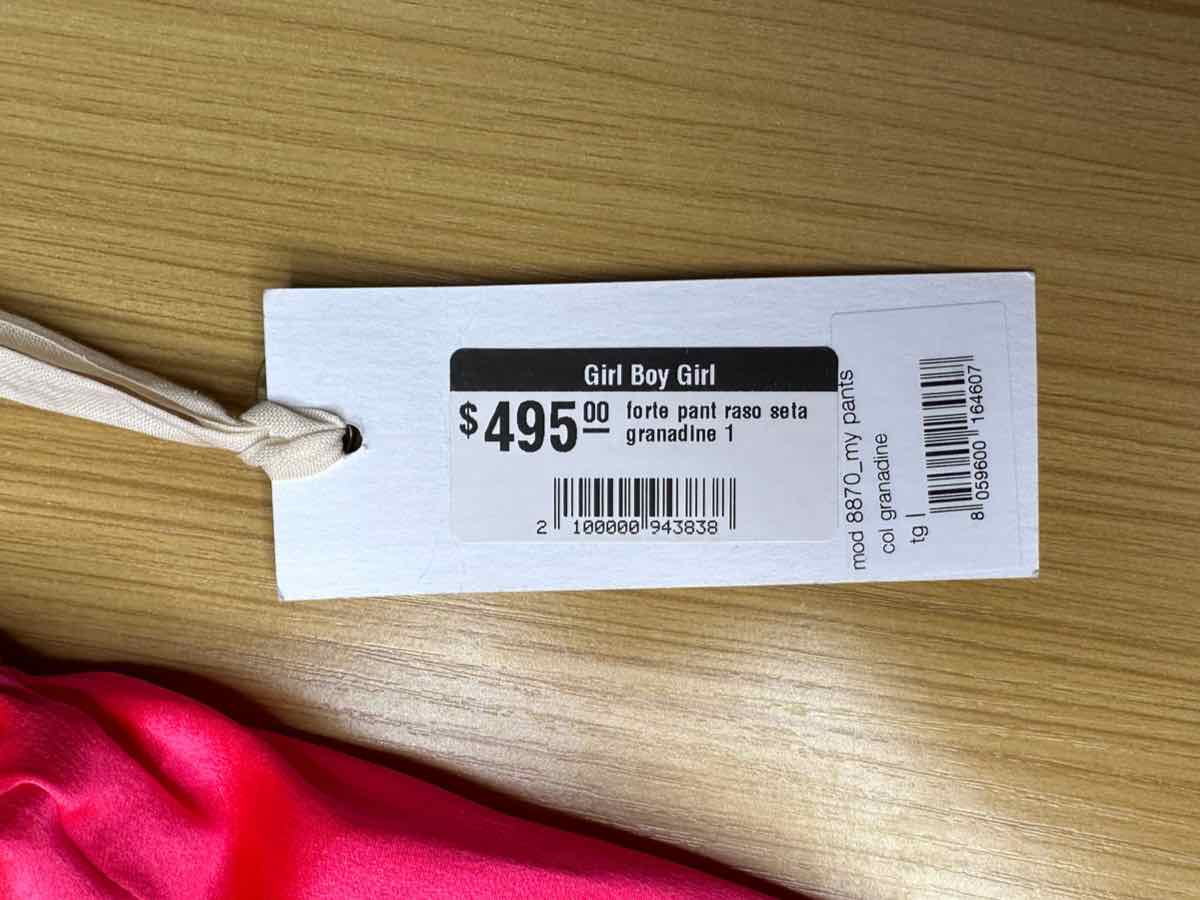 Girl Boy Girl
$495.00 forte pant raso seta
granadine 1
2 100000 943838
mod 8870_my pants
col granadine
tg I
8 059600 164607